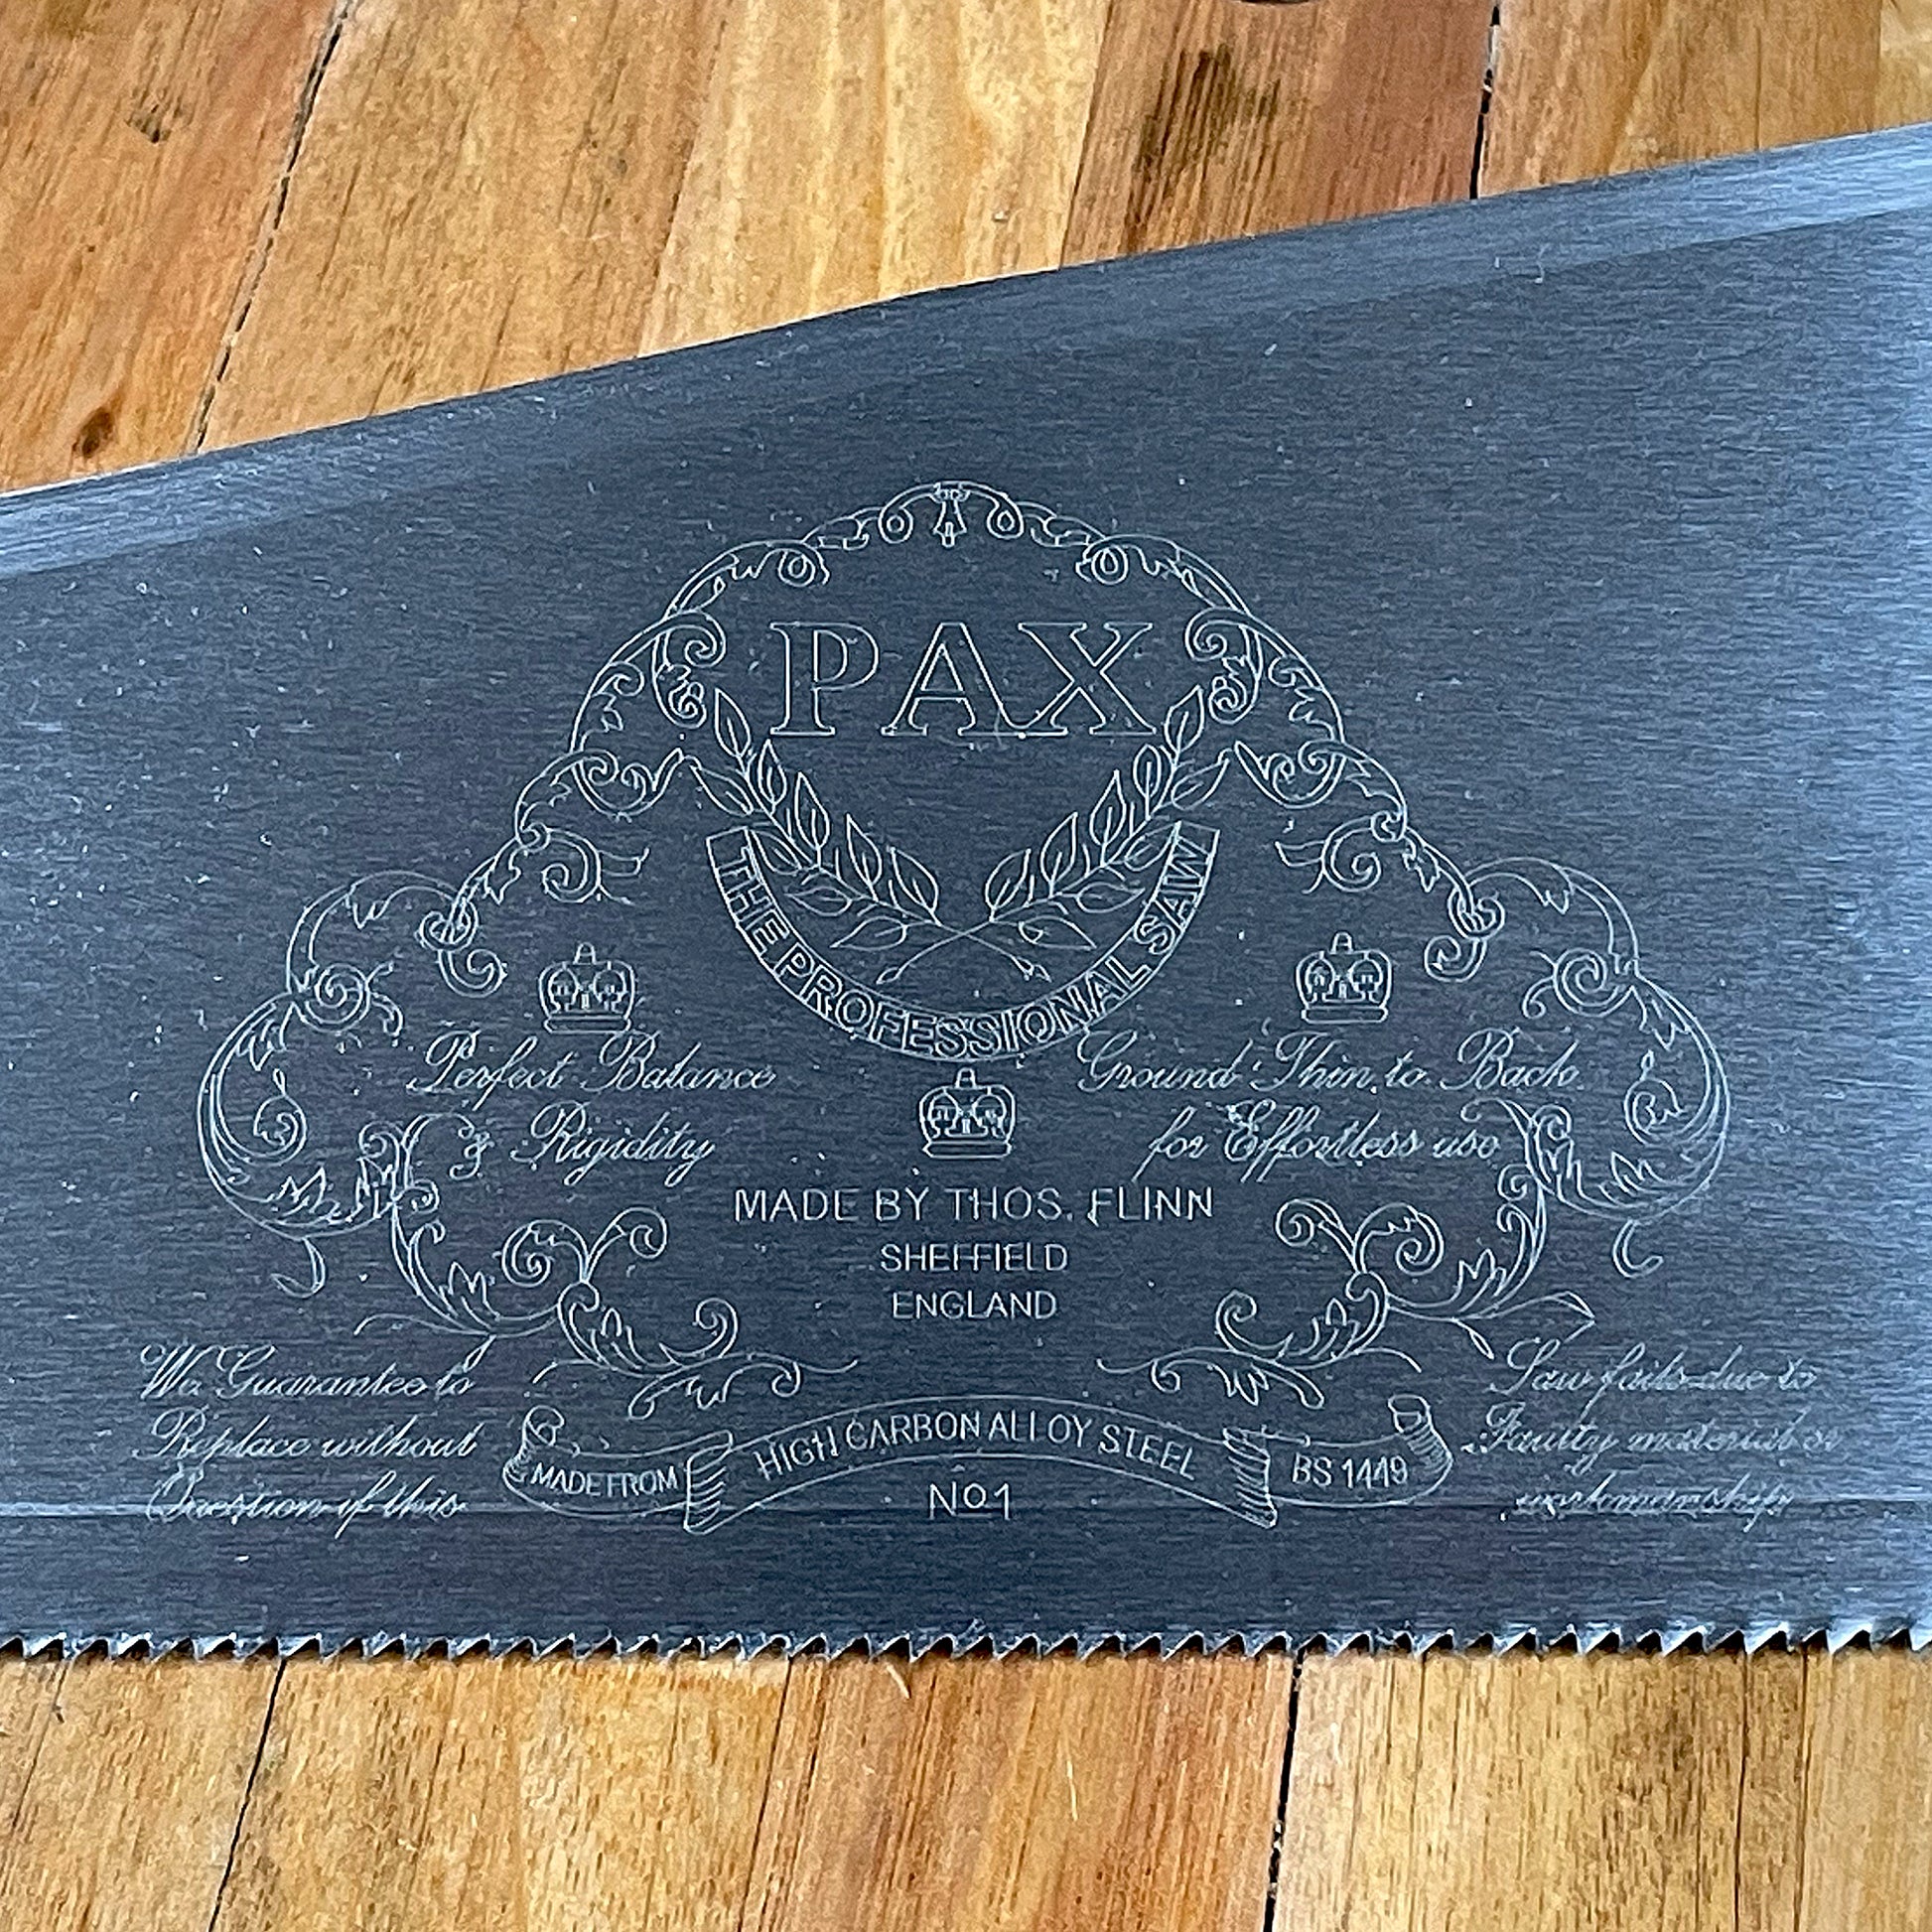 PAX
THE PROFESSIONAL SAW
Perfect Balance
& Rigidity
Ground Thin to Back
for Effortless use
MADE BY THOS. FLINN
SHEFFIELD
ENGLAND
We Guarantee to
Replace without
Question if this
Saw fails due to
Faulty material or
workmanship
MADE FROM HIGH CARBON ALLOY STEEL BS 1449
No1